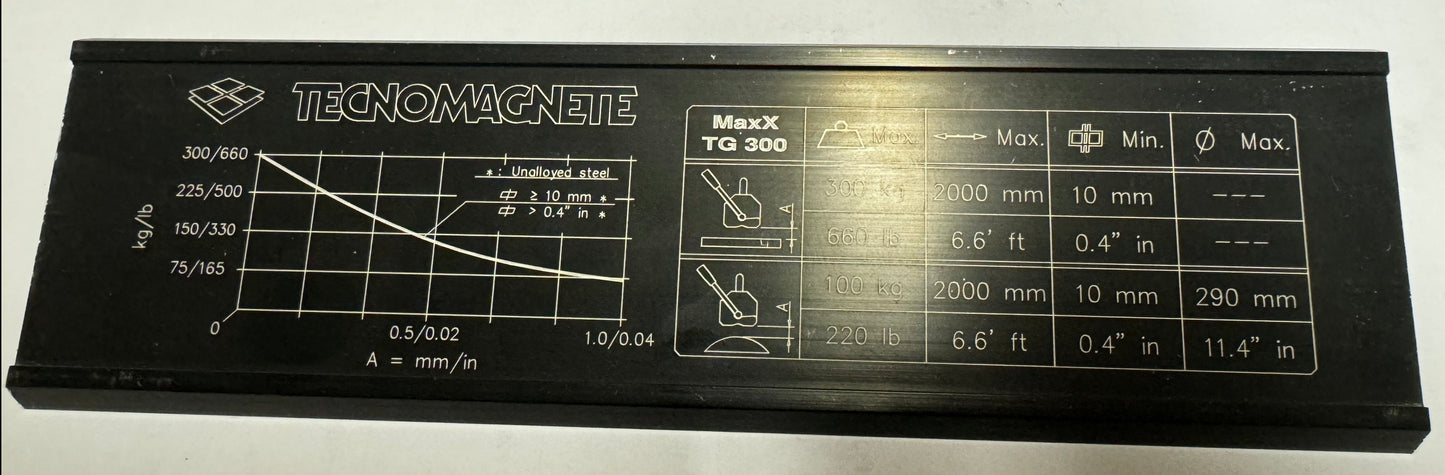 TECNOMAGNETE
kg/lb
300/660
225/500
150/330
75/165
0
0.5/0.02
1.0/0.04
A = mm/in
* : Unalloyed steel
≥ 10 mm *
> 0.4" in *
MaxX
TG 300
Max. Max. Min. Ø Max.
A
300 kg 2000 mm 10 mm ---
660 lb 6.6' ft 0.4" in ---
A
100 kg 2000 mm 10 mm 290 mm
220 lb 6.6' ft 0.4" in 11.4" in